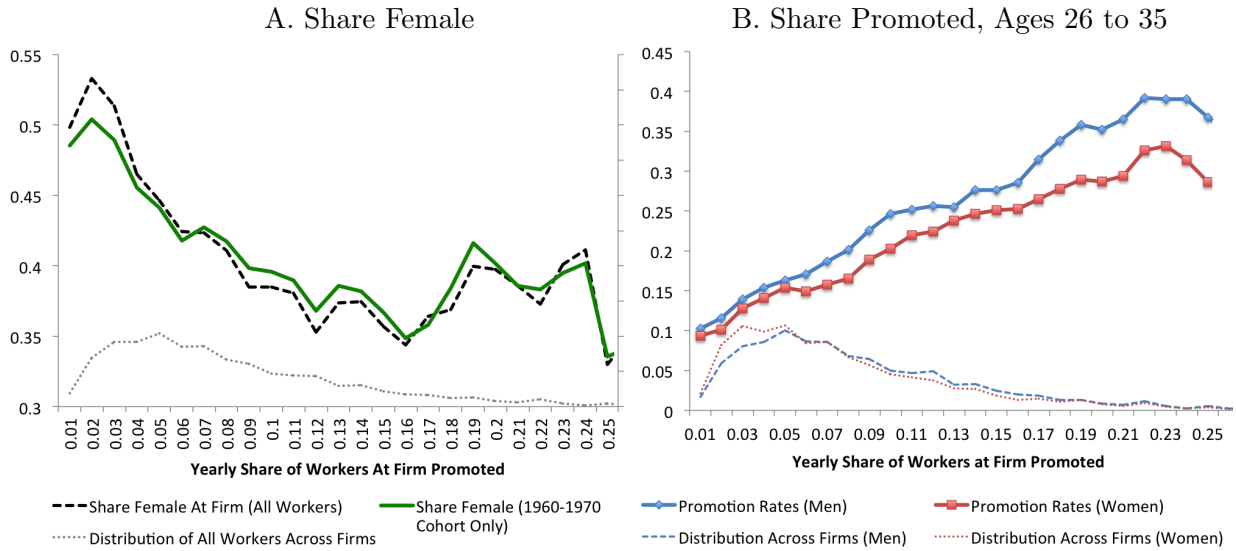 A. Share Female
0.55
0.5
0.45
0.4
0.35
0.3
0.01 0.02 0.03 0.04 0.05 0.06 0.07 0.08 0.09 0.1 0.11 0.12 0.13 0.14 0.15 0.16 0.17 0.18 0.19 0.2 0.21 0.22 0.23 0.24 0.25
Yearly Share of Workers At Firm Promoted
Share Female At Firm (All Workers)
Share Female (1960-1970
Cohort Only)
Distribution of All Workers Across Firms
B. Share Promoted, Ages 26 to 35
0.45
0.4
0.35
0.3
0.25
0.2
0.15
0.1
0.05
0
0.01 0.03 0.05 0.07 0.09 0.11 0.13 0.15 0.17 0.19 0.21 0.23 0.25
Yearly Share of Workers at Firm Promoted
Promotion Rates (Men)
Promotion Rates (Women)
Distribution Across Firms (Men)
Distribution Across Firms (Women)